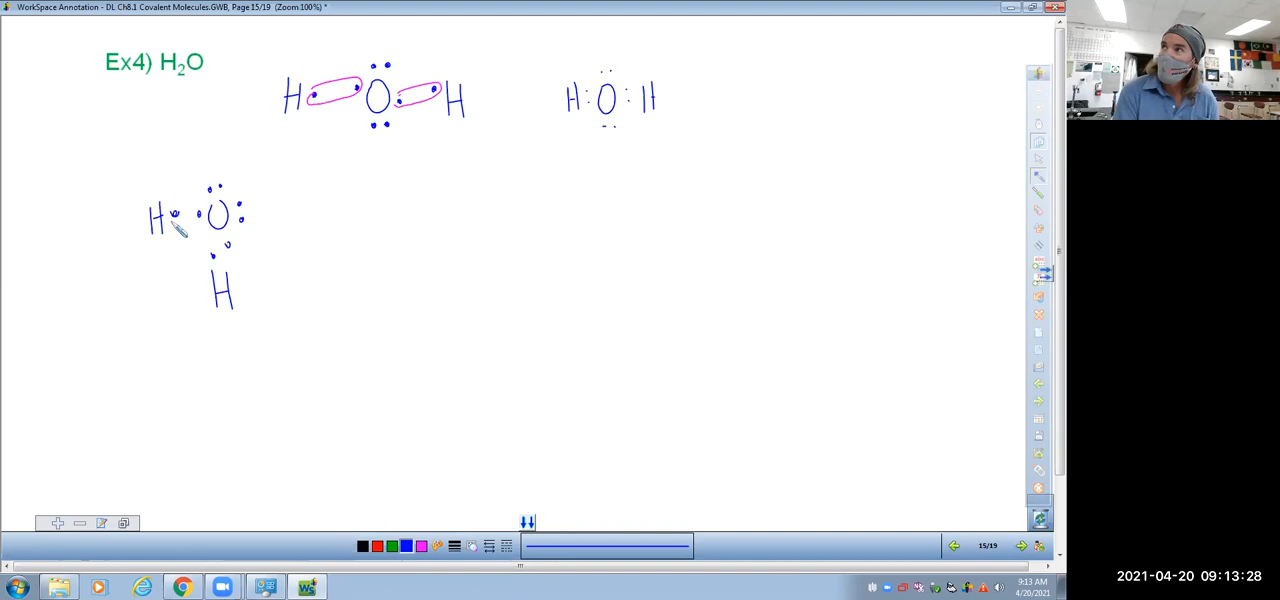 WorkSpace Annotation - DL Ch8.1 Covalent Molecules.GWB, Page 15/19 (Zoom 100%) *
Ex4) H₂O
H O H
H : O : H
H O
H
15/19
9:13 AM
4/20/2021
2021-04-20 09:13:28